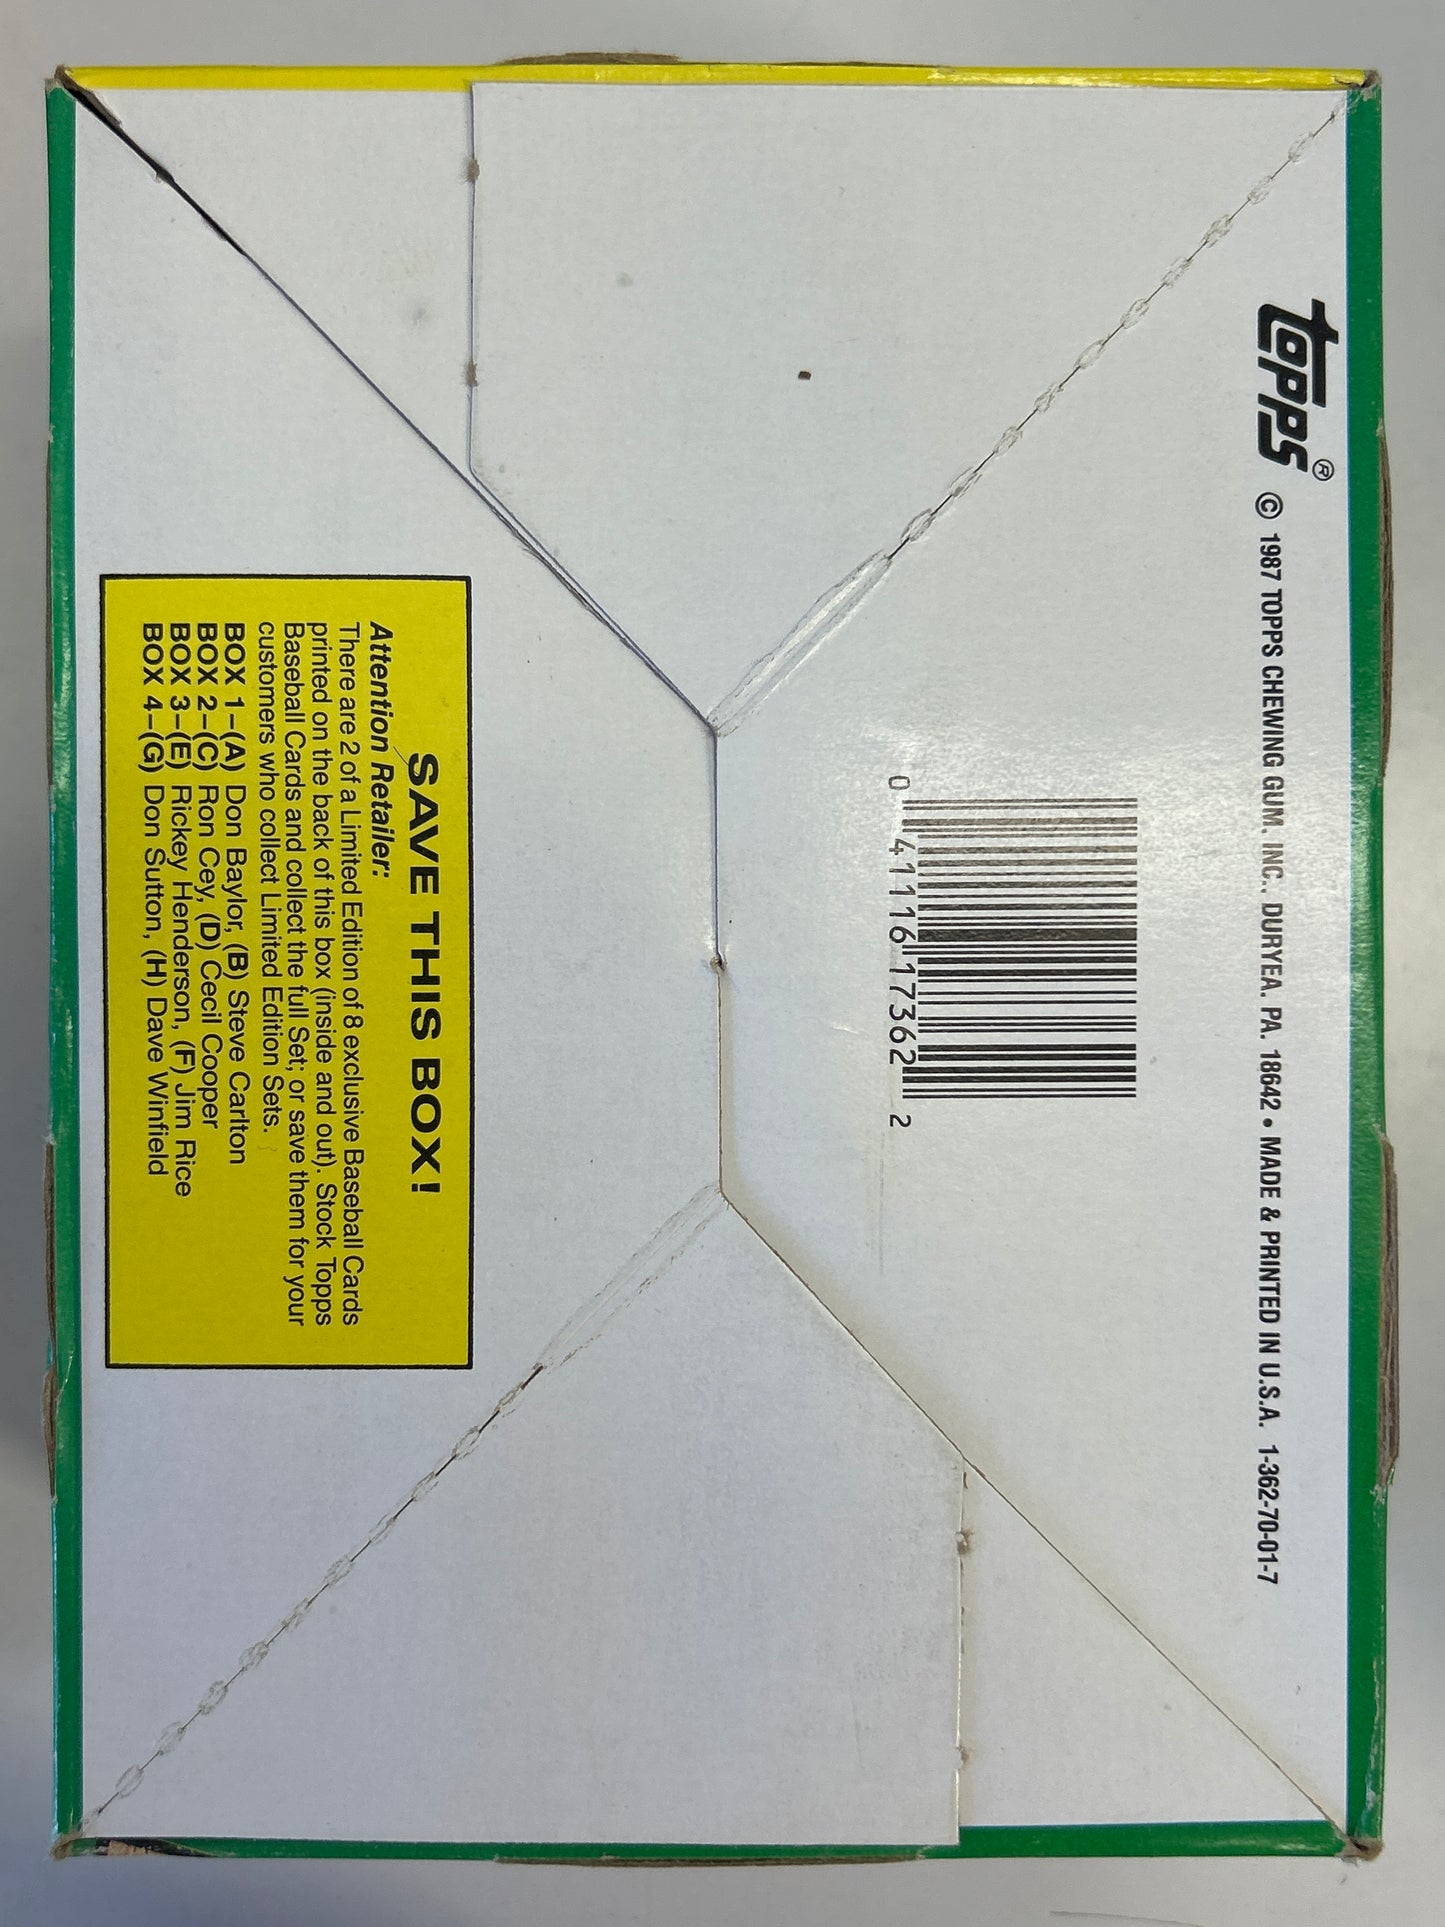 topps® © 1987 TOPPS CHEWING GUM, INC., DURYEA, PA. 18642 • MADE & PRINTED IN U.S.A. 1-362-70-01-7
0 41116 17362 2
SAVE THIS BOX!
Attention Retailer:
There are 2 of a Limited Edition of 8 exclusive Baseball Cards
printed on the back of this box (inside and out). Stock Topps
Baseball Cards and collect the full Set; or save them for your
customers who collect Limited Edition Sets.
BOX 1–(A) Don Baylor, (B) Steve Carlton
BOX 2–(C) Ron Cey, (D) Cecil Cooper
BOX 3–(E) Rickey Henderson, (F) Jim Rice
BOX 4–(G) Don Sutton, (H) Dave Winfield